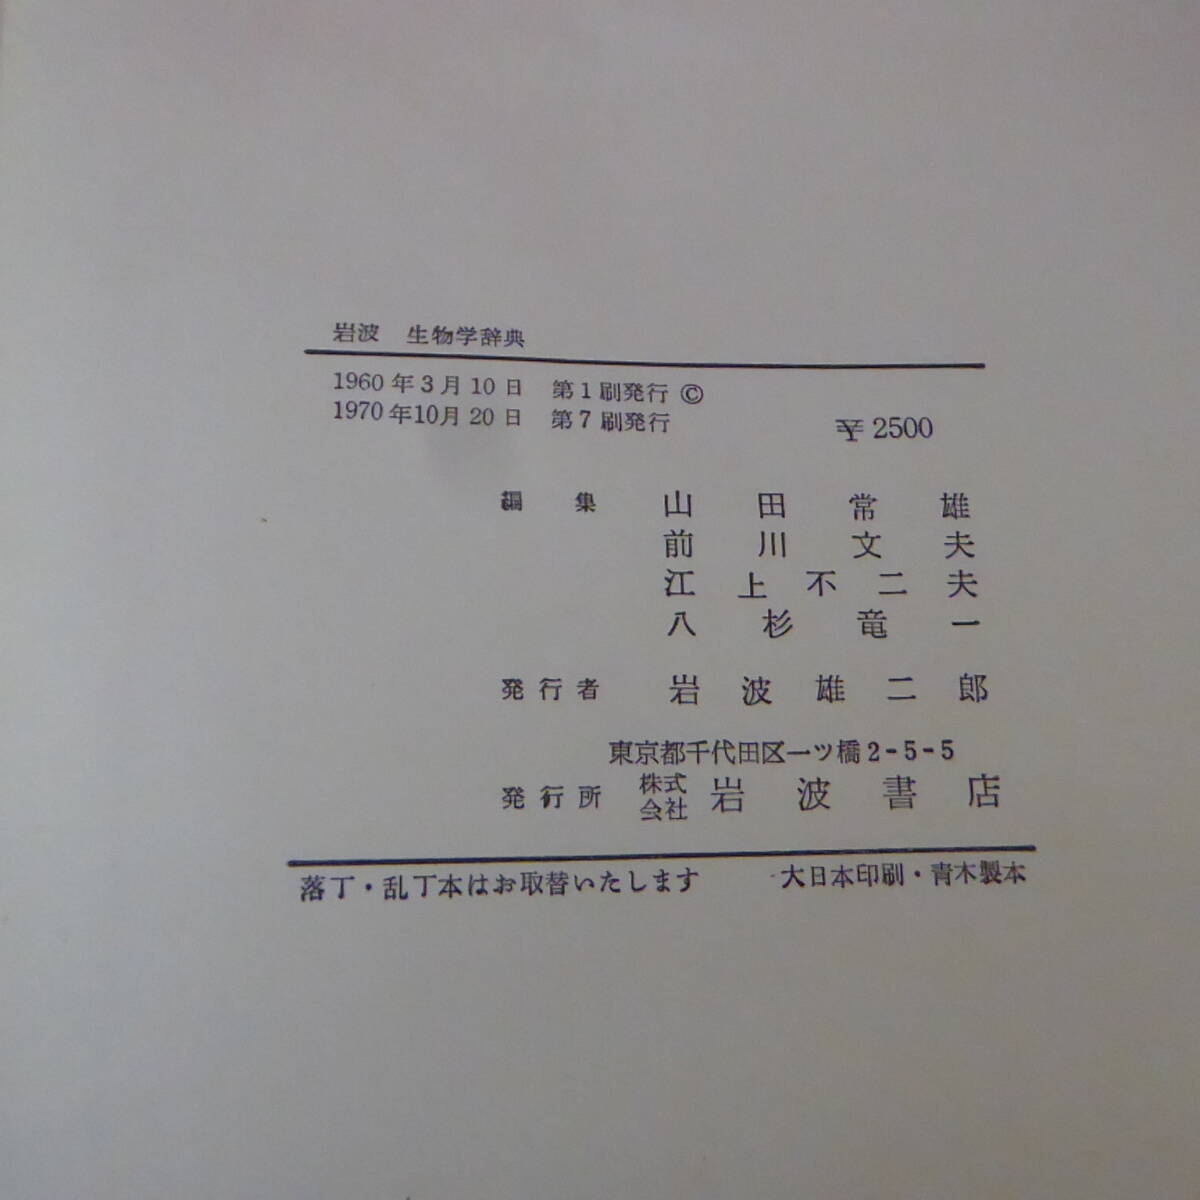 岩波　生物学辞典
1960年3月10日　第1刷発行 ©
1970年10月20日　第7刷発行　¥2500
編集　山田常雄
前川文夫
江上不二夫
八杉竜一
発行者　岩波雄二郎
東京都千代田区一ツ橋2-5-5
発行所　株式会社　岩波書店
落丁・乱丁本はお取替いたします　大日本印刷・青木製本